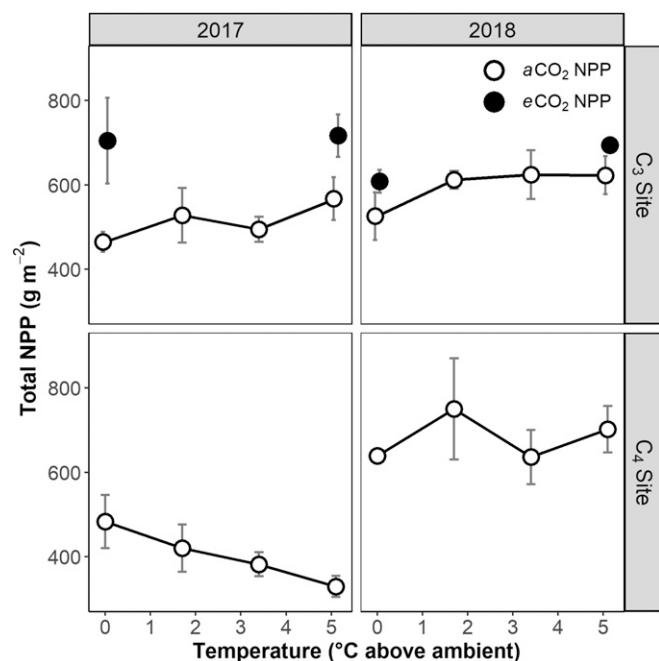 2017
2018
aCO₂ NPP
eCO₂ NPP
C₃ Site
800
600
400
Total NPP (g m⁻²)
800
600
400
C₄ Site
0 1 2 3 4 5
0 1 2 3 4 5
Temperature (°C above ambient)